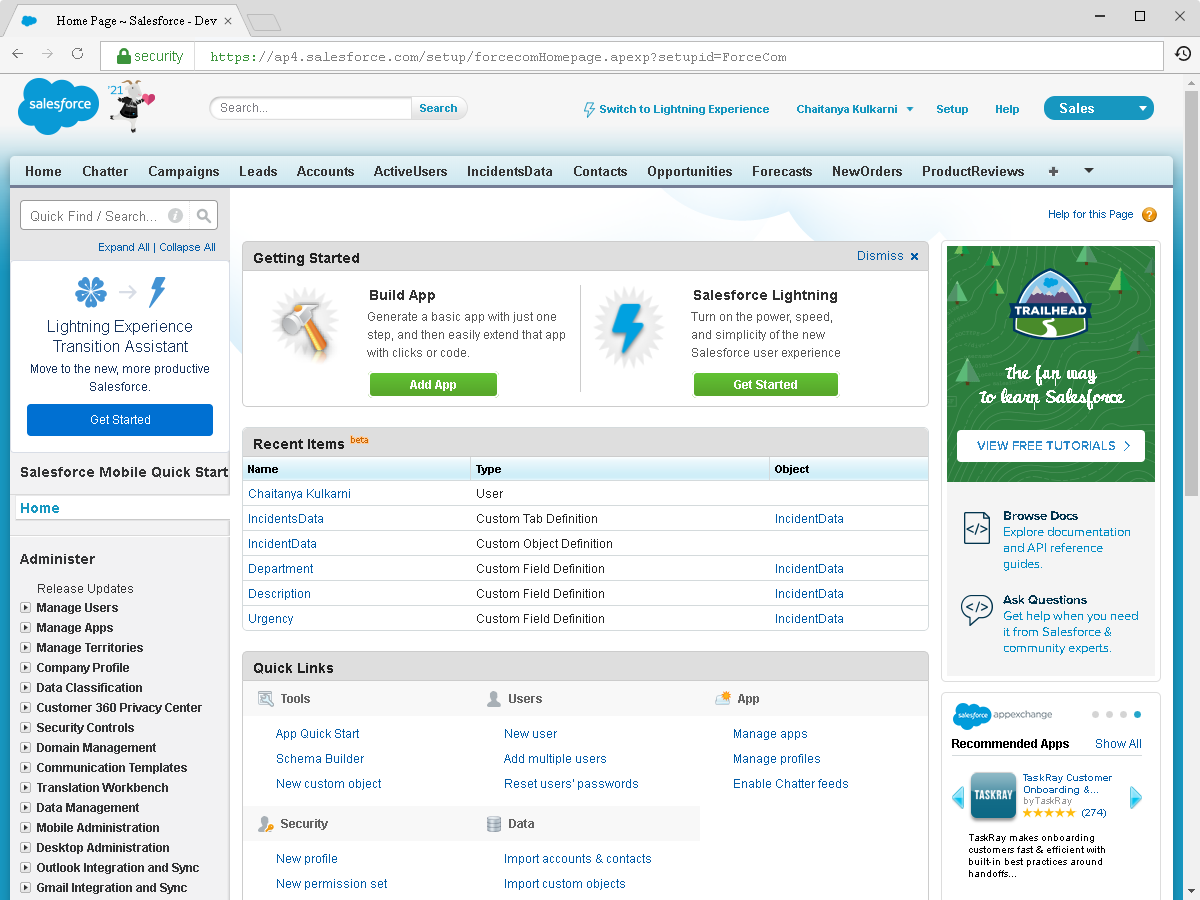 Home Page ~ Salesforce - Dev
security
https://ap4.salesforce.com/setup/forcecomHomepage.apexp?setupid=ForceCom
salesforce
'21
Search...
Search
Switch to Lightning Experience
Chaitanya Kulkarni
Setup
Help
Sales
Home Chatter Campaigns Leads Accounts ActiveUsers IncidentsData Contacts Opportunities Forecasts NewOrders ProductReviews +
Quick Find / Search...
Expand All | Collapse All
Lightning Experience
Transition Assistant
Move to the new, more productive
Salesforce.
Get Started
Salesforce Mobile Quick Start
Home
Administer
Release Updates
Manage Users
Manage Apps
Manage Territories
Company Profile
Data Classification
Customer 360 Privacy Center
Security Controls
Domain Management
Communication Templates
Translation Workbench
Data Management
Mobile Administration
Desktop Administration
Outlook Integration and Sync
Gmail Integration and Sync
Help for this Page
Getting Started
Dismiss
Build App
Generate a basic app with just one
step, and then easily extend that app
with clicks or code.
Add App
Salesforce Lightning
Turn on the power, speed,
and simplicity of the new
Salesforce user experience
Get Started
Recent Items beta
Name Type Object
Chaitanya Kulkarni User
IncidentsData Custom Tab Definition IncidentData
IncidentData Custom Object Definition
Department Custom Field Definition IncidentData
Description Custom Field Definition IncidentData
Urgency Custom Field Definition IncidentData
Quick Links
Tools
App Quick Start
Schema Builder
New custom object
Users
New user
Add multiple users
Reset users' passwords
App
Manage apps
Manage profiles
Enable Chatter feeds
Security
New profile
New permission set
Data
Import accounts & contacts
Import custom objects
TRAILHEAD
The fun way
to learn Salesforce
VIEW FREE TUTORIALS
Browse Docs
Explore documentation
and API reference
guides.
Ask Questions
Get help when you need
it from Salesforce &
community experts.
salesforce appexchange
Recommended Apps
Show All
TASKRAY
TaskRay Customer
Onboarding &...
byTaskRay
(274)
TaskRay makes onboarding
customers fast & efficient with
built-in best practices around
handoffs...